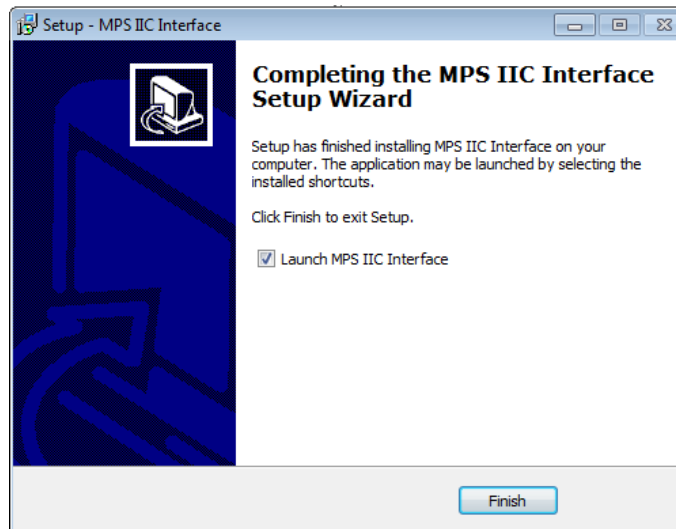 Setup - MPS IIC Interface
Completing the MPS IIC Interface
Setup Wizard
Setup has finished installing MPS IIC Interface on your
computer. The application may be launched by selecting the
installed shortcuts.
Click Finish to exit Setup.
Launch MPS IIC Interface
Finish